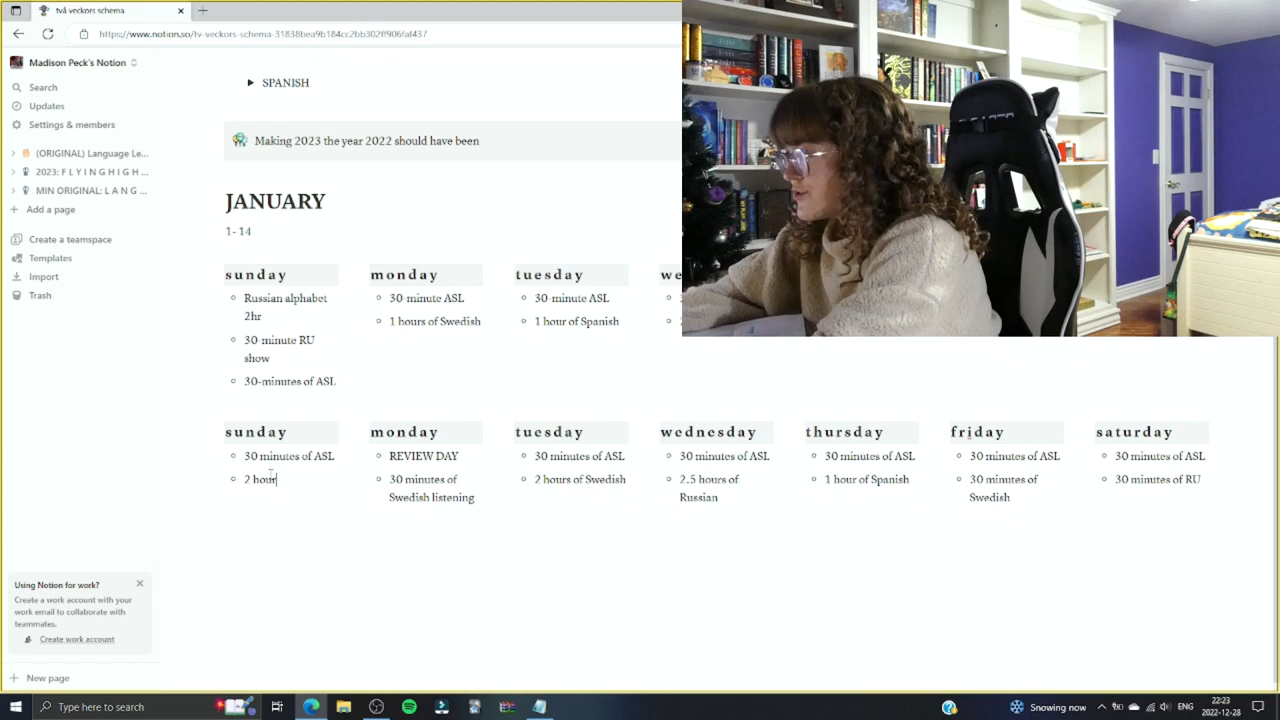 två veckors schema
https://www.notion.so/tv-veckors-schema-31838bea9b184cc2bb302ff906faf437
Madison Peck's Notion
Search
Updates
Settings & members
(ORIGINAL) Language Le...
2023: F L Y I N G H I G H ...
MIN ORIGINAL: L A N G ...
Add a page
Create a teamspace
Templates
Import
Trash
SPANISH
Making 2023 the year 2022 should have been
JANUARY
1- 14
sunday monday tuesday we
Russian alphabet
2hr
30-minute RU
show
30-minutes of ASL
30-minute ASL
1 hours of Swedish
30-minute ASL
1 hour of Spanish
sunday monday tuesday wednesday thursday friday saturday
30 minutes of ASL
2 hour
REVIEW DAY
30 minutes of
Swedish listening
30 minutes of ASL
2 hours of Swedish
30 minutes of ASL
2.5 hours of
Russian
30 minutes of ASL
1 hour of Spanish
30 minutes of ASL
30 minutes of
Swedish
30 minutes of ASL
30 minutes of RU
Using Notion for work?
Create a work account with your
work email to collaborate with
teammates.
Create work account
New page
Type here to search
Snowing now
ENG
22:23
2022-12-28